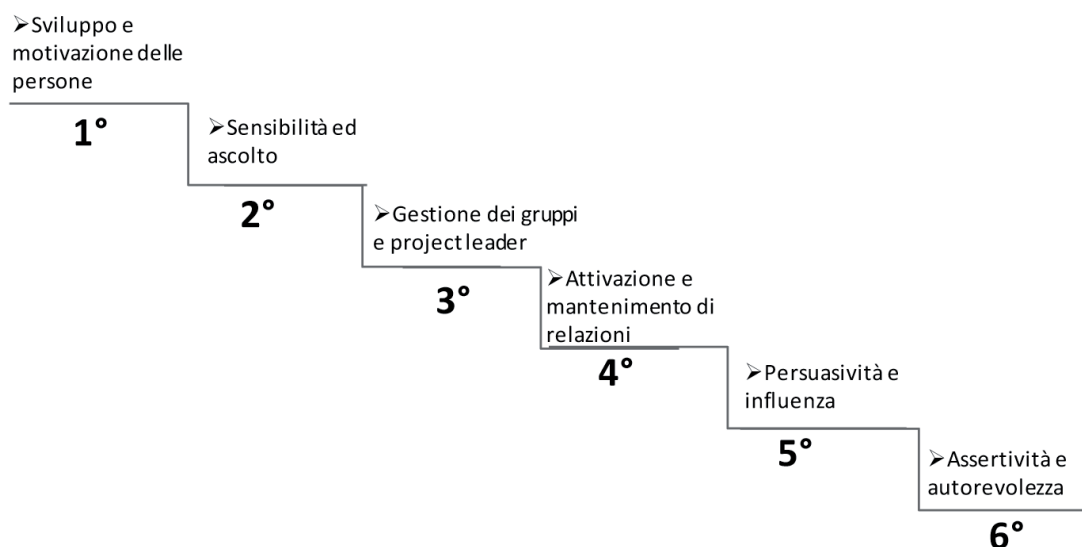 ➢Sviluppo e
motivazione delle
persone
1°
➢Sensibilità ed
ascolto
2°
➢Gestione dei gruppi
e project leader
3°
➢Attivazione e
mantenimento di
relazioni
4°
➢Persuasività e
influenza
5°
➢Assertività e
autorevolezza
6°